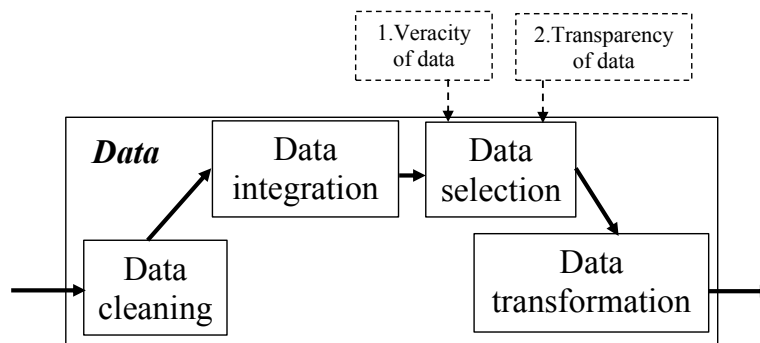 1.Veracity
of data
2.Transparency
of data
Data
Data
integration
Data
selection
Data
cleaning
Data
transformation